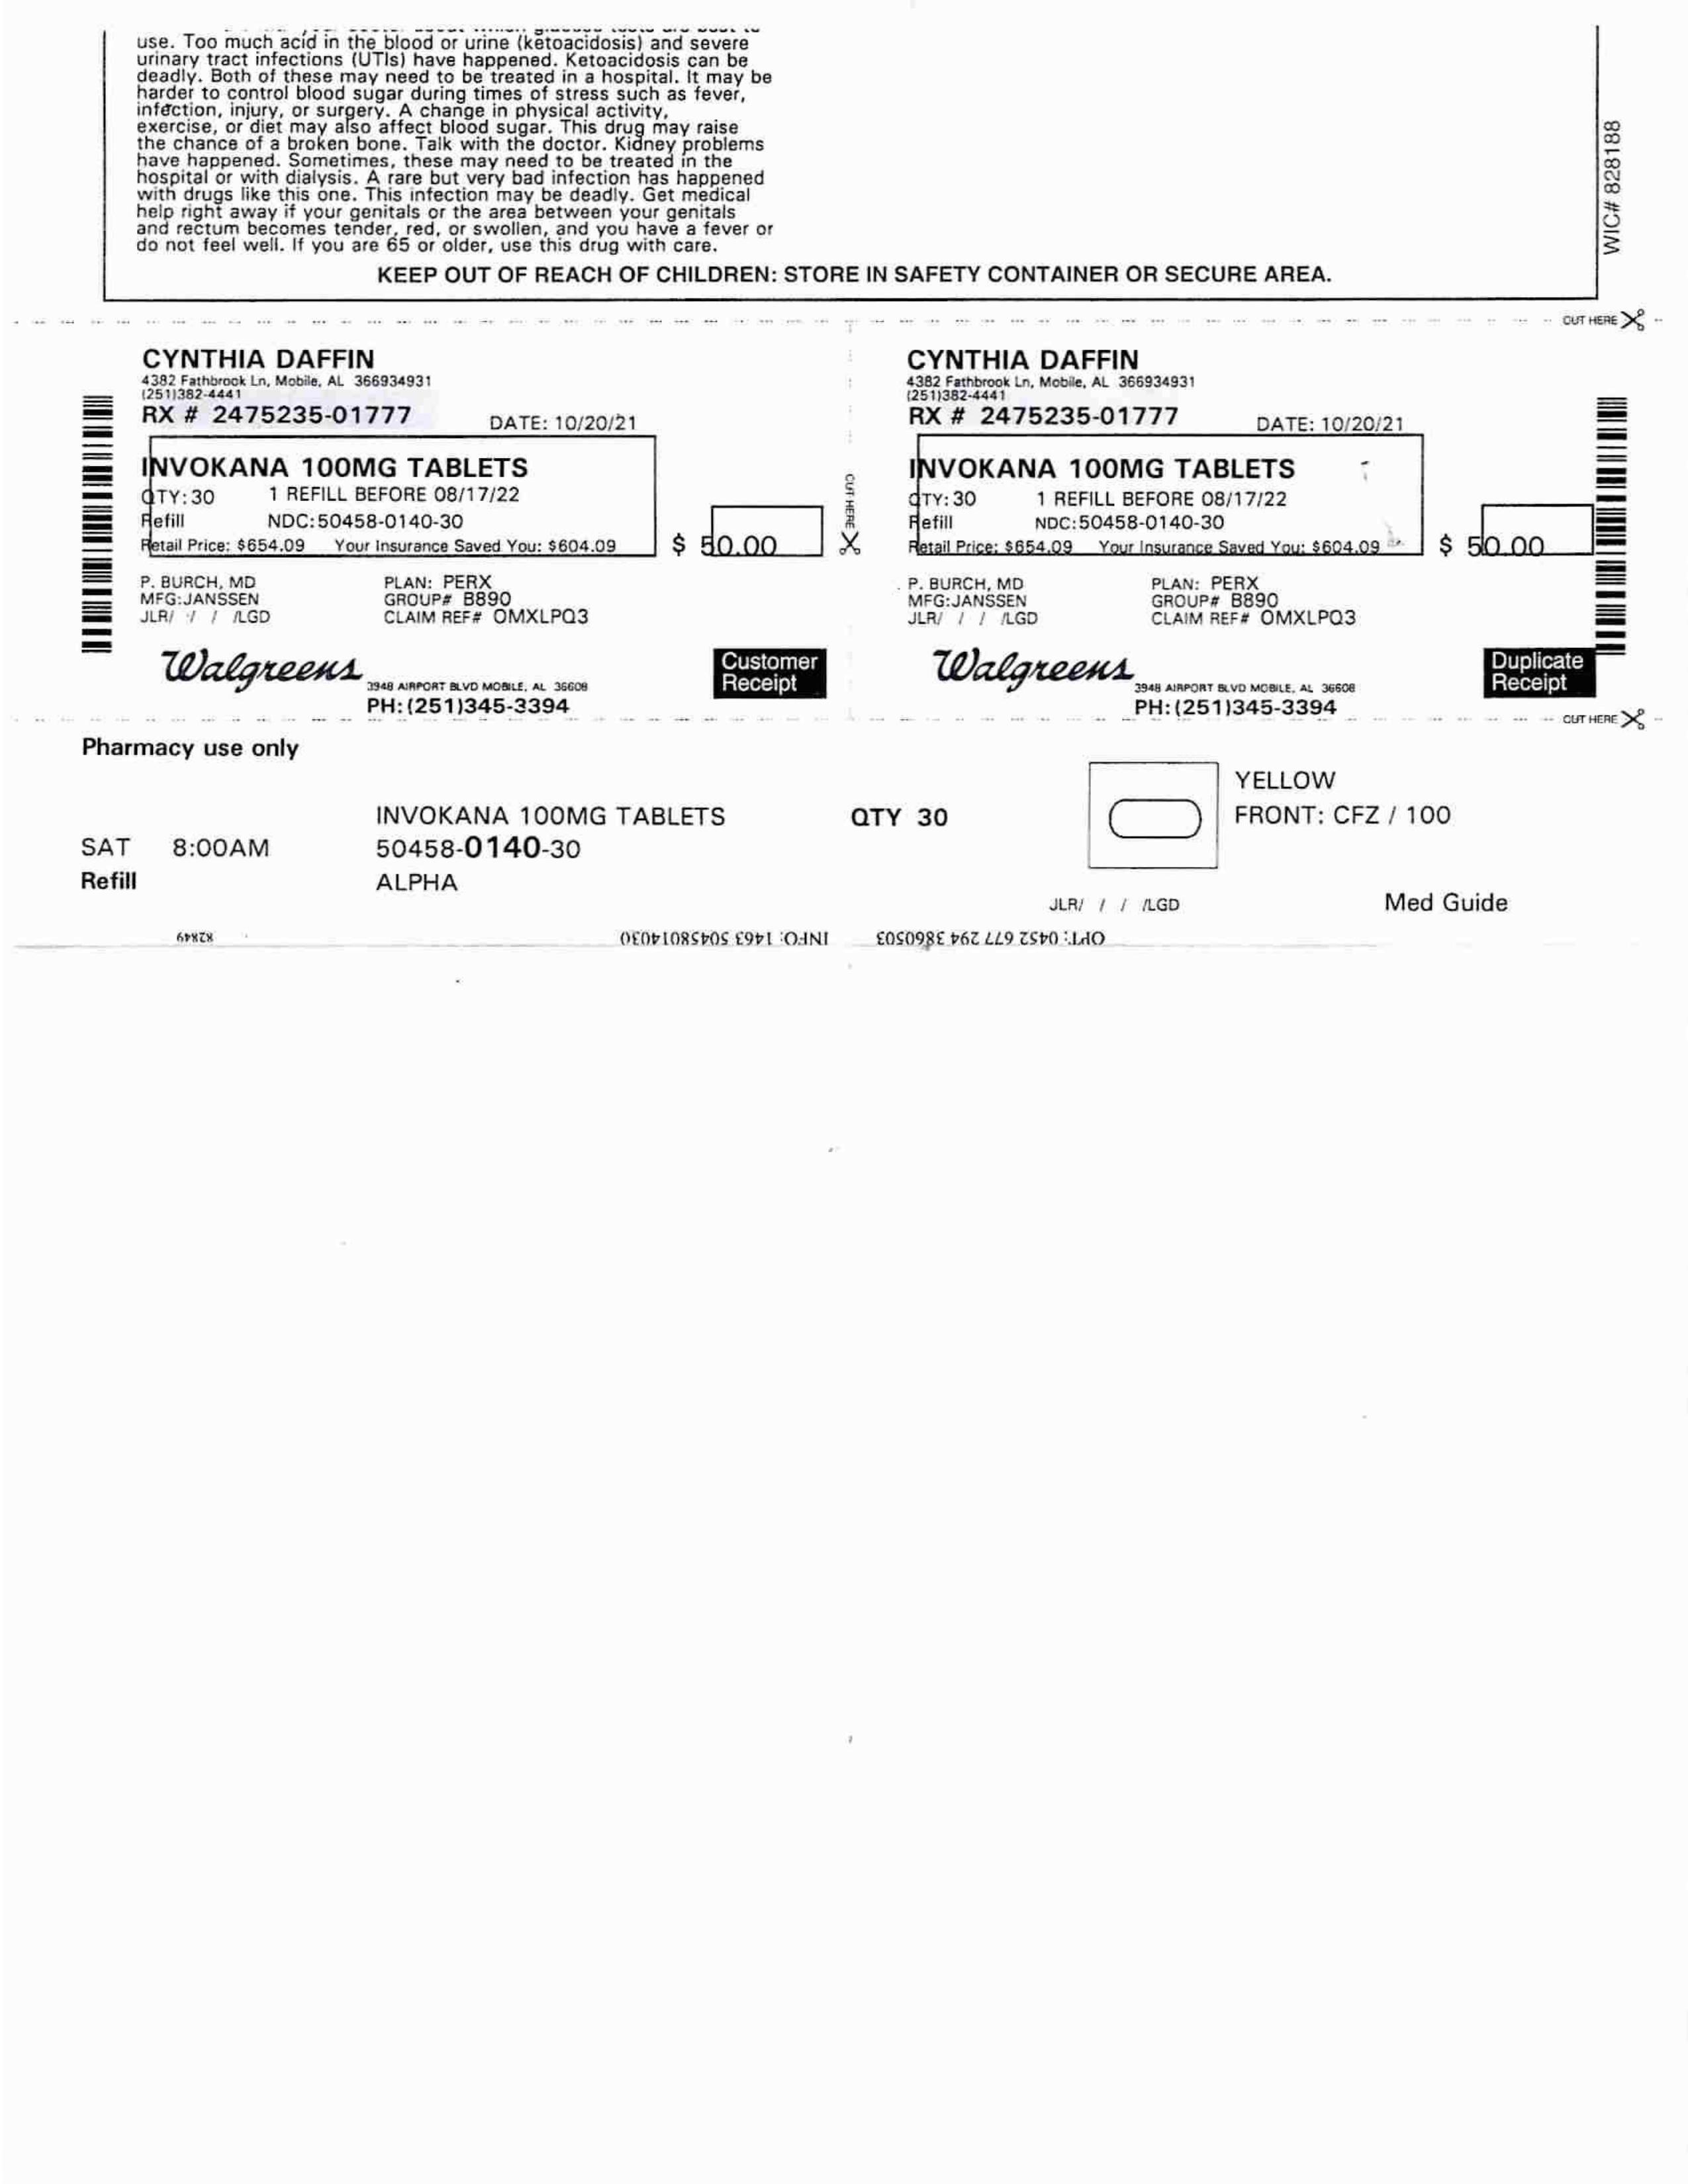 use. Too much acid in the blood or urine (ketoacidosis) and severe
urinary tract infections (UTIs) have happened. Ketoacidosis can be
deadly. Both of these may need to be treated in a hospital. It may be
harder to control blood sugar during times of stress such as fever,
infection, injury, or surgery. A change in physical activity,
exercise, or diet may also affect blood sugar. This drug may raise
the chance of a broken bone. Talk with the doctor. Kidney problems
have happened. Sometimes, these may need to be treated in the
hospital or with dialysis. A rare but very bad infection has happened
with drugs like this one. This infection may be deadly. Get medical
help right away if your genitals or the area between your genitals
and rectum becomes tender, red, or swollen, and you have a fever or
do not feel well. If you are 65 or older, use this drug with care.
KEEP OUT OF REACH OF CHILDREN: STORE IN SAFETY CONTAINER OR SECURE AREA.
WIC# 828188
CUT HERE
CYNTHIA DAFFIN
4382 Fathbrook Ln, Mobile, AL 366934931
(251)382-4441
RX # 2475235-01777
DATE: 10/20/21
INVOKANA 100MG TABLETS
QTY: 30 1 REFILL BEFORE 08/17/22
Refill NDC: 50458-0140-30
Retail Price: $654.09 Your Insurance Saved You: $604.09
$ 50.00
P. BURCH, MD PLAN: PERX
MFG:JANSSEN GROUP# B890
JLR/ / / /LGD CLAIM REF# OMXLPQ3
Walgreens
3948 AIRPORT BLVD MOBILE, AL 36608
PH: (251)345-3394
Customer
Receipt
CUT HERE
CYNTHIA DAFFIN
4382 Fathbrook Ln, Mobile, AL 366934931
(251)382-4441
RX # 2475235-01777
DATE: 10/20/21
INVOKANA 100MG TABLETS
QTY: 30 1 REFILL BEFORE 08/17/22
Refill NDC: 50458-0140-30
Retail Price: $654.09 Your Insurance Saved You: $604.09
$ 50.00
P. BURCH, MD PLAN: PERX
MFG:JANSSEN GROUP# B890
JLR/ / / /LGD CLAIM REF# OMXLPQ3
Walgreens
3948 AIRPORT BLVD MOBILE, AL 36608
PH: (251)345-3394
Duplicate
Receipt
CUT HERE
Pharmacy use only
YELLOW
INVOKANA 100MG TABLETS QTY 30 FRONT: CFZ / 100
SAT 8:00AM 50458-0140-30
Refill ALPHA
JLR/ / / /LGD Med Guide
OPT: 0452 677 294 3860503 INFO: 1463 50458014030 82849